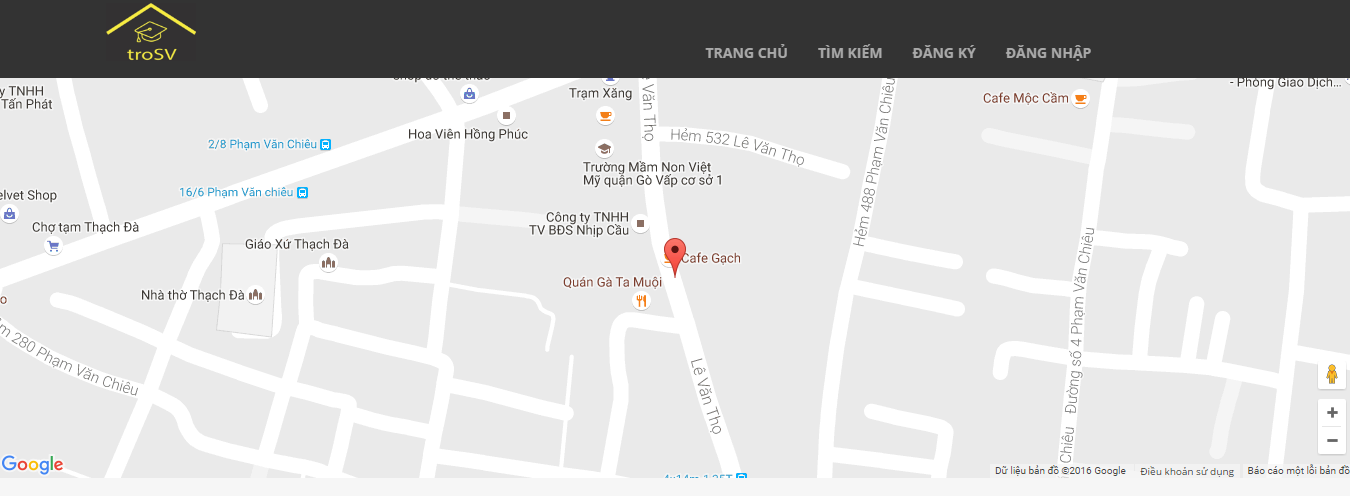 troSV
TRANG CHỦ
TÌM KIẾM
ĐĂNG KÝ
ĐĂNG NHẬP
y TNHH
Tấn Phát
Trạm Xăng
Hoa Viên Hồng Phúc
Cafe Mộc Cầm
- Phòng Giao Dịch...
2/8 Phạm Văn Chiêu
Văn Thọ
Hẻm 532 Lê Văn Thọ
Hẻm 488 Phạm Văn Chiêu
Trường Mầm Non Việt
Mỹ quận Gò Vấp cơ sở 1
16/6 Phạm Văn chiêu
elvet Shop
Chợ tạm Thạch Đà
Công ty TNHH
TV BĐS Nhịp Cầu
Giáo Xứ Thạch Đà
Cafe Gạch
Quán Gà Ta Muội
Nhà thờ Thạch Đà
o
m 280 Phạm Văn Chiêu
Lê Văn Thọ
Đường số 4 Phạm Văn Chiêu
Chiêu
Google
Dữ liệu bản đồ ©2016 Google
Điều khoản sử dụng
Báo cáo một lỗi bản đồ